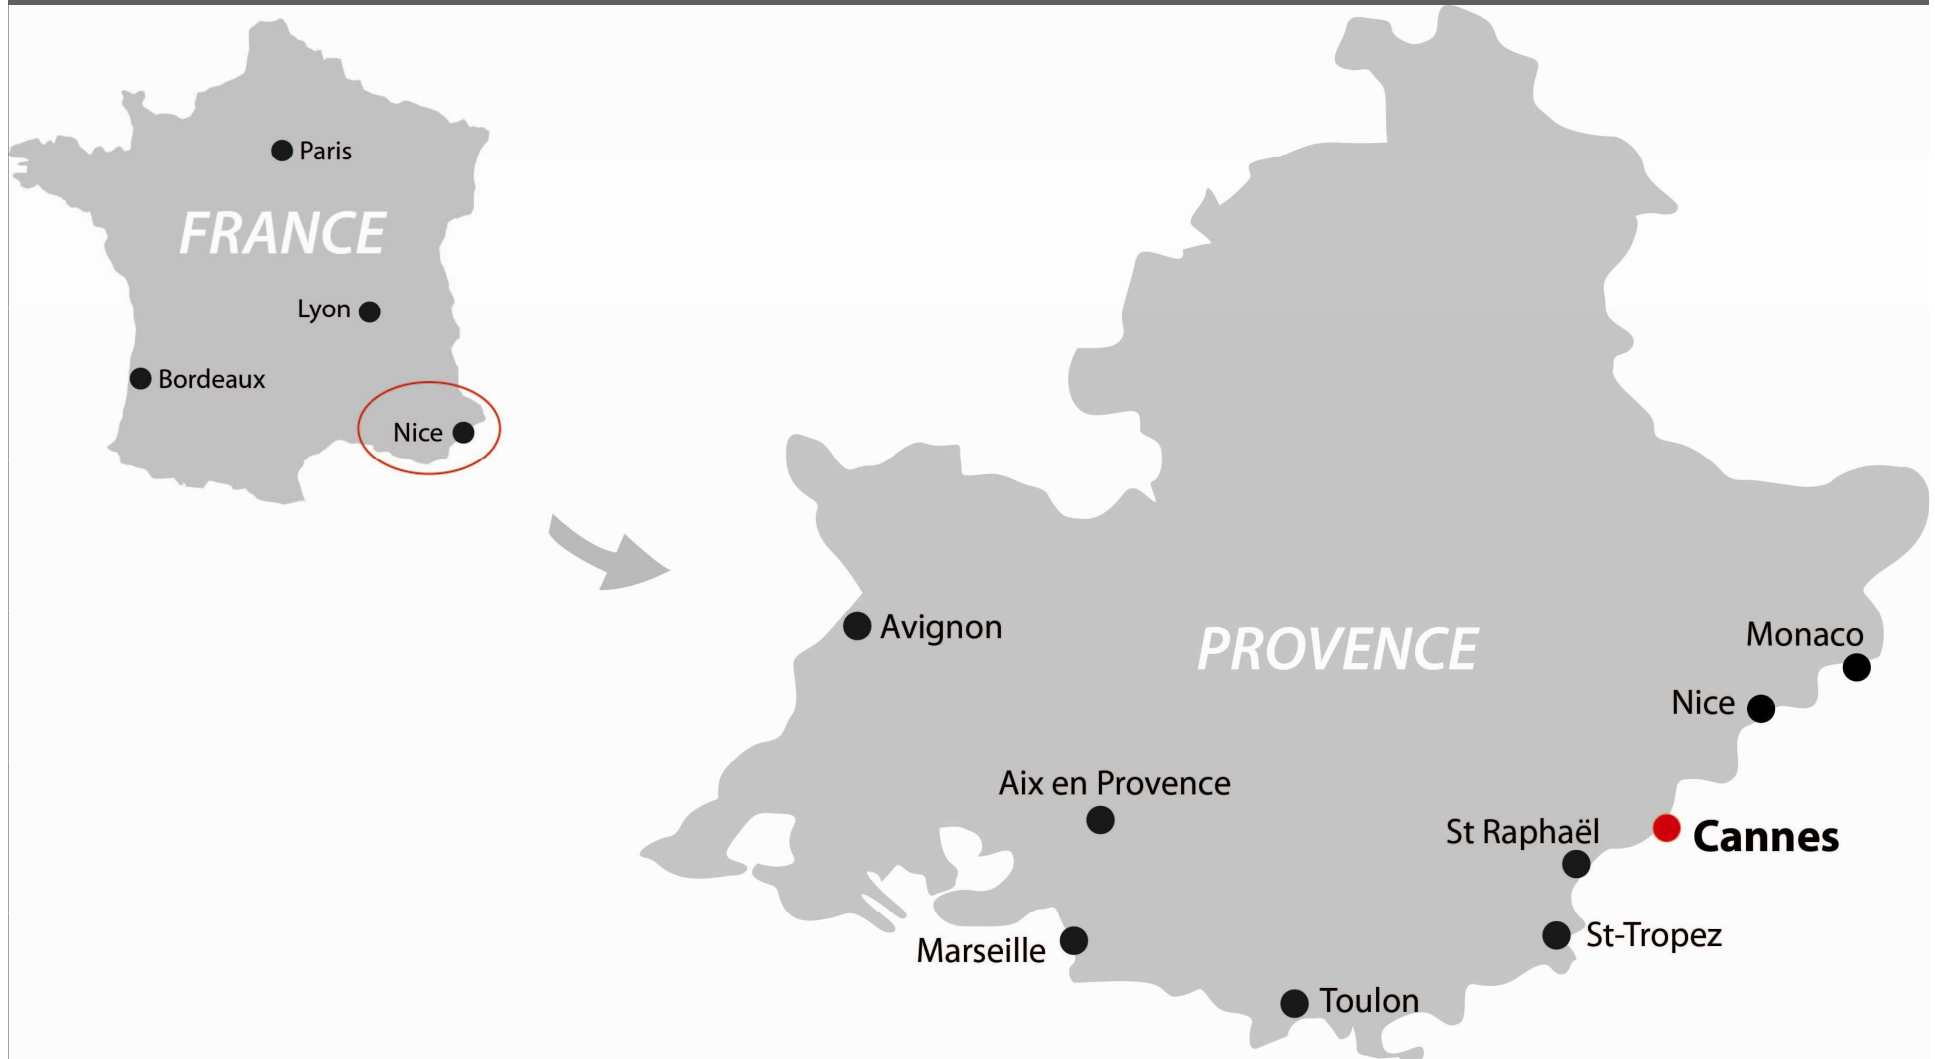 Paris
FRANCE
Lyon
Bordeaux
Nice
Avignon
PROVENCE
Monaco
Nice
Aix en Provence
St Raphaël
Cannes
Marseille
St-Tropez
Toulon